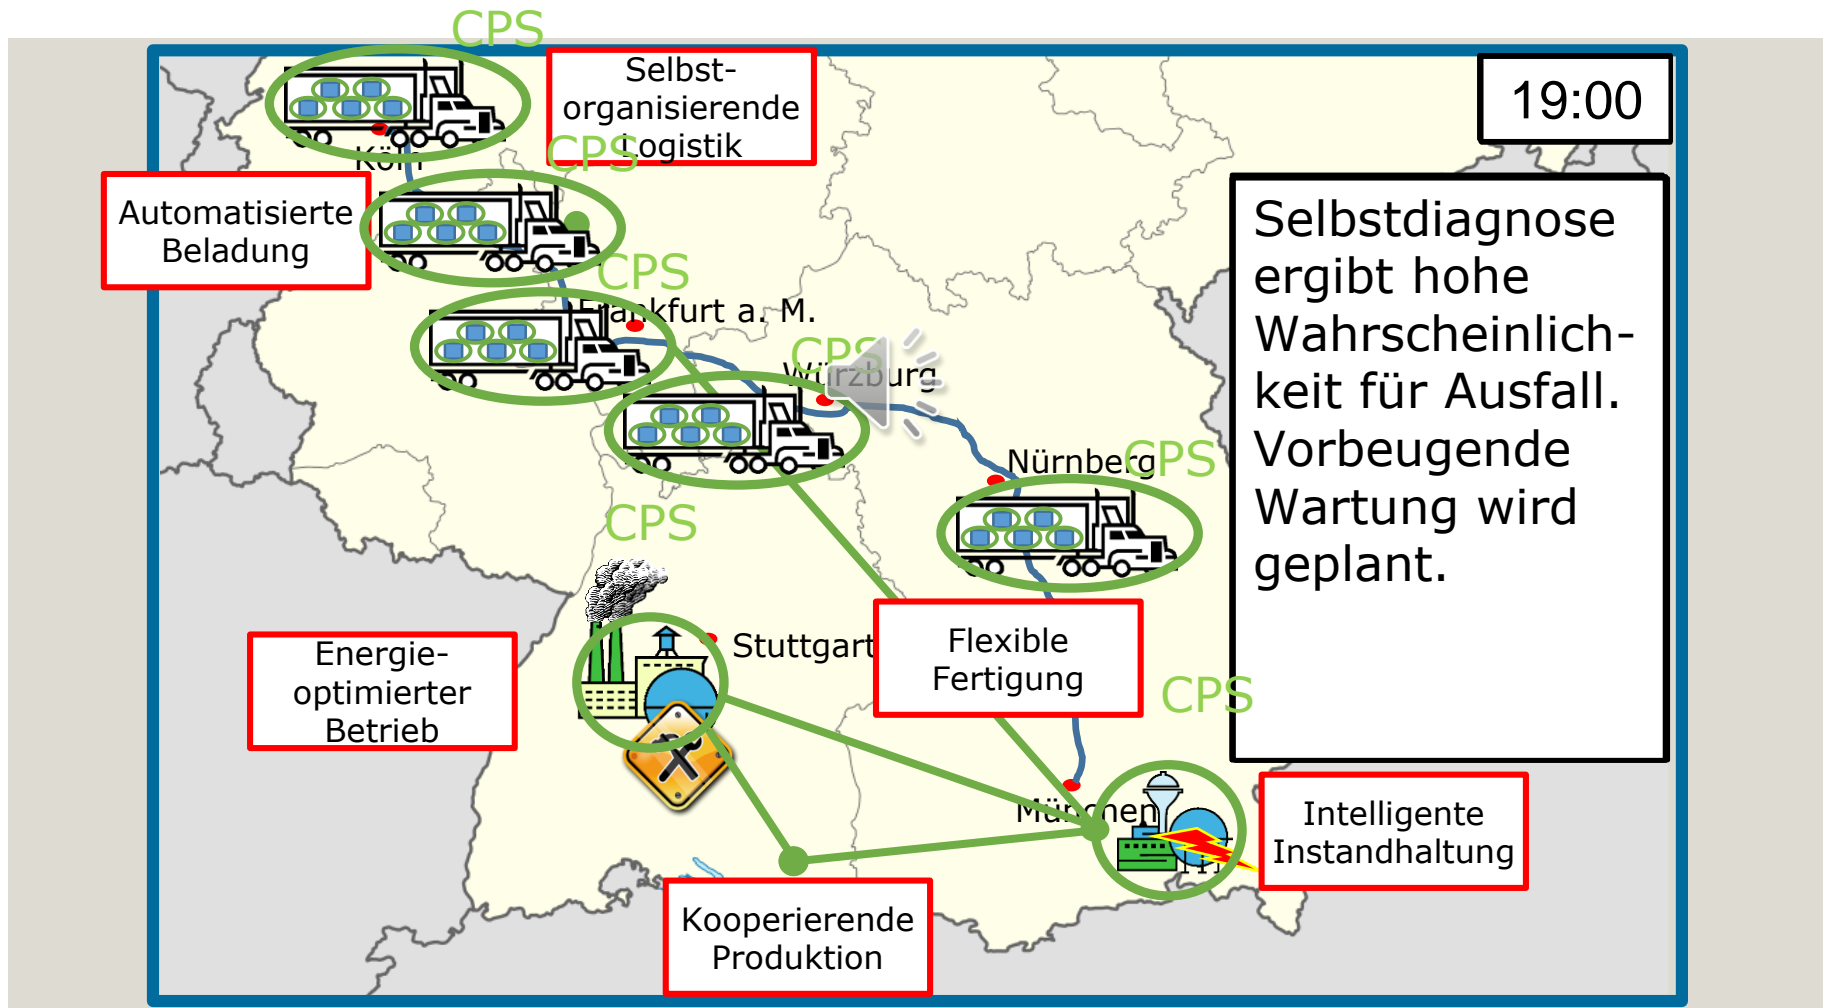 CPS
Selbst-
organisierende
Logistik
19:00
CPS
Köln
Automatisierte
Beladung
Selbstdiagnose
ergibt hohe
Wahrscheinlich-
keit für Ausfall.
Vorbeugende
Wartung wird
geplant.
CPS
Frankfurt a. M.
CPS
Würzburg
Nürnberg
CPS
CPS
Stuttgart
Flexible
Fertigung
Energie-
optimierter
Betrieb
CPS
München
Intelligente
Instandhaltung
Kooperierende
Produktion